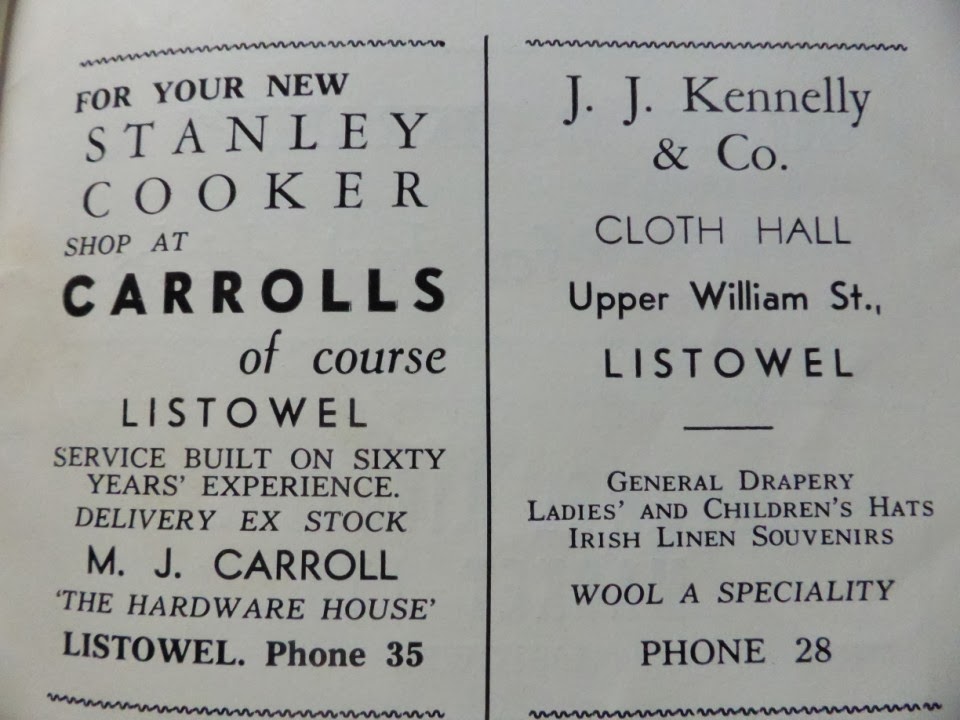 FOR YOUR NEW
STANLEY
COOKER
SHOP AT
CARROLLS
of course
LISTOWEL
SERVICE BUILT ON SIXTY
YEARS' EXPERIENCE.
DELIVERY EX STOCK
M. J. CARROLL
'THE HARDWARE HOUSE'
LISTOWEL. Phone 35
J. J. Kennelly
& Co.
CLOTH HALL
Upper William St.,
LISTOWEL
GENERAL DRAPERY
LADIES' AND CHILDREN'S HATS
IRISH LINEN SOUVENIRS
WOOL A SPECIALITY
PHONE 28